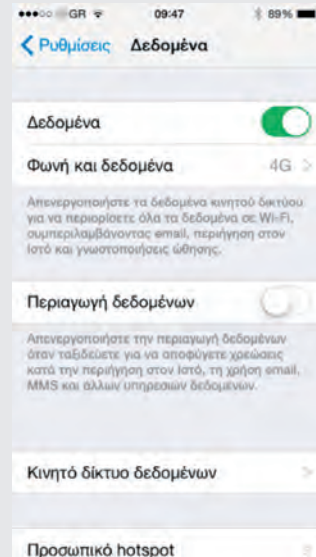 GR 09:47 89%
Ρυθμίσεις Δεδομένα
Δεδομένα
Φωνή και δεδομένα 4G
Απενεργοποιήστε τα δεδομένα κινητού δικτύου
για να περιορίσετε όλα τα δεδομένα σε Wi-Fi,
συμπεριλαμβάνοντας email, περιήγηση στον
Ιστό και γνωστοποιήσεις ώθησης.
Περιαγωγή δεδομένων
Απενεργοποιήστε την περιαγωγή δεδομένων
όταν ταξιδεύετε για να αποφύγετε χρεώσεις
κατά την περιήγηση στον Ιστό, τη χρήση email,
MMS και άλλων υπηρεσιών δεδομένων.
Κινητό δίκτυο δεδομένων
Προσωπικό hotspot